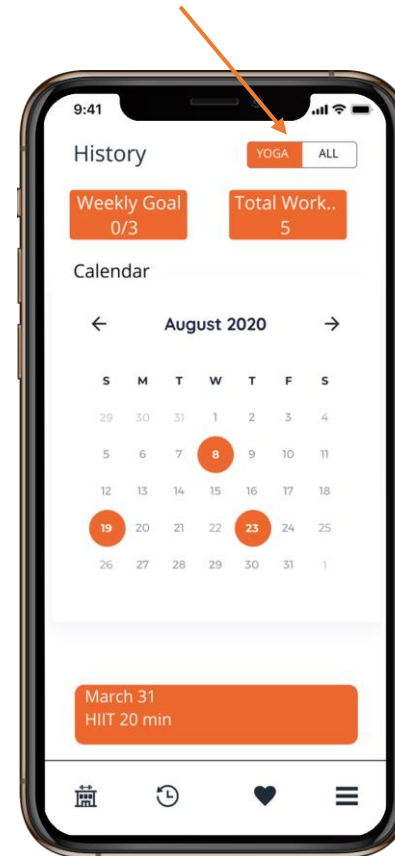 9:41
History
YOGA ALL
Weekly Goal
0/3
Total Work..
5
Calendar
August 2020
S M T W T F S
29 30 31 1 2 3 4
5 6 7 8 9 10 11
12 13 14 15 16 17 18
19 20 21 22 23 24 25
26 27 28 29 30 31 1
March 31
HIIT 20 min